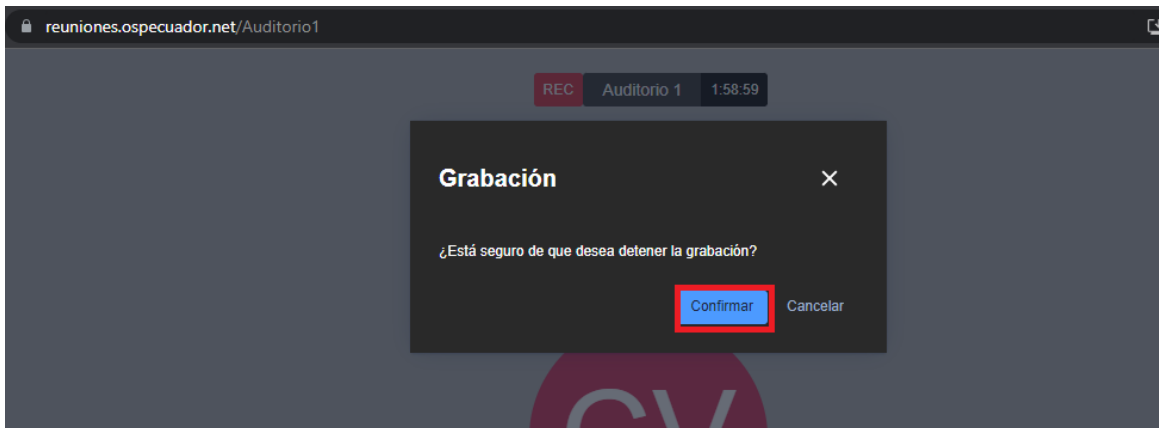 reuniones.ospecuador.net/Auditorio1
REC Auditorio 1 1:58:59
Grabación
¿Está seguro de que desea detener la grabación?
Confirmar Cancelar
CV